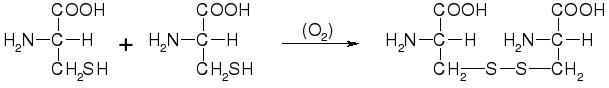 COOH COOH COOH COOH
(O₂)
H₂N—C—H + H₂N—C—H H₂N—C—H H₂N—C—H
CH₂SH CH₂SH CH₂—S—S—CH₂